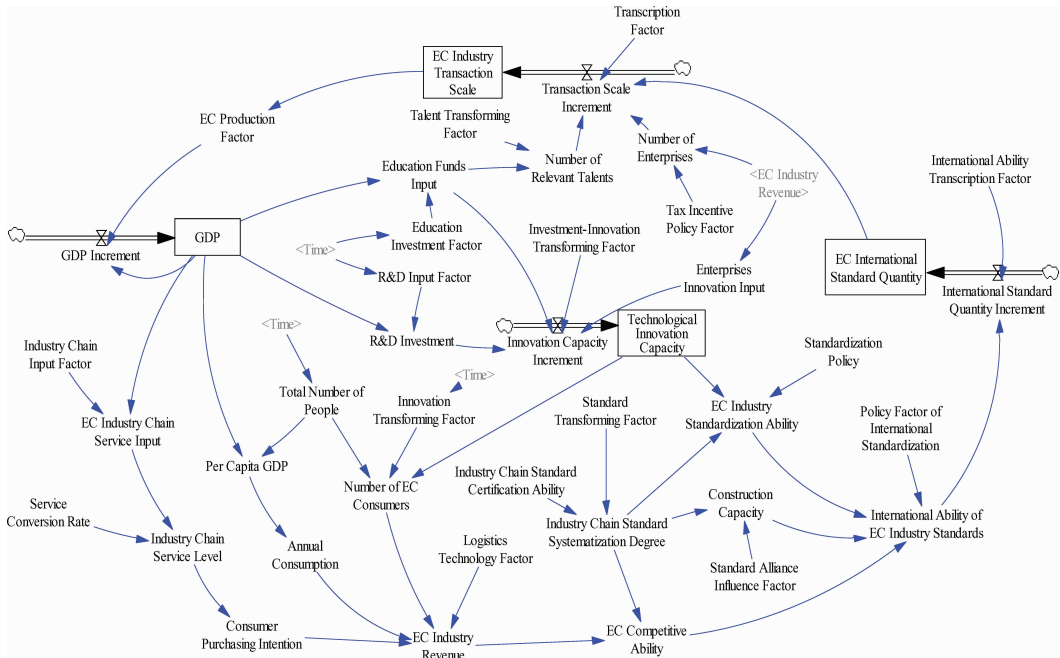 Transcription
Factor
EC Industry
Transaction
Scale
Transaction Scale
Increment
EC Production
Factor
Talent Transforming
Factor
Number of
Enterprises
Number of
Relevant Talents
Education Funds
Input
<EC Industry
Revenue>
International Ability
Transcription Factor
Tax Incentive
Policy Factor
GDP
GDP Increment
Education
Investment Factor
<Time>
Investment-Innovation
Transforming Factor
R&D Input Factor
Enterprises
Innovation Input
EC International
Standard Quantity
International Standard
Quantity Increment
<Time>
R&D Investment
Innovation Capacity
Increment
Technological
Innovation
Capacity
Industry Chain
Input Factor
Standardization
Policy
<Time>
Total Number of
People
Innovation
Transforming Factor
Standard
Transforming Factor
EC Industry
Standardization Ability
Policy Factor of
International
Standardization
EC Industry Chain
Service Input
Per Capita GDP
Number of EC
Consumers
Industry Chain Standard
Certification Ability
Construction
Capacity
Service
Conversion Rate
Industry Chain
Service Level
Annual
Consumption
Logistics
Technology Factor
Industry Chain Standard
Systematization Degree
International Ability of
EC Industry Standards
Standard Alliance
Influence Factor
Consumer
Purchasing Intention
EC Industry
Revenue
EC Competitive
Ability